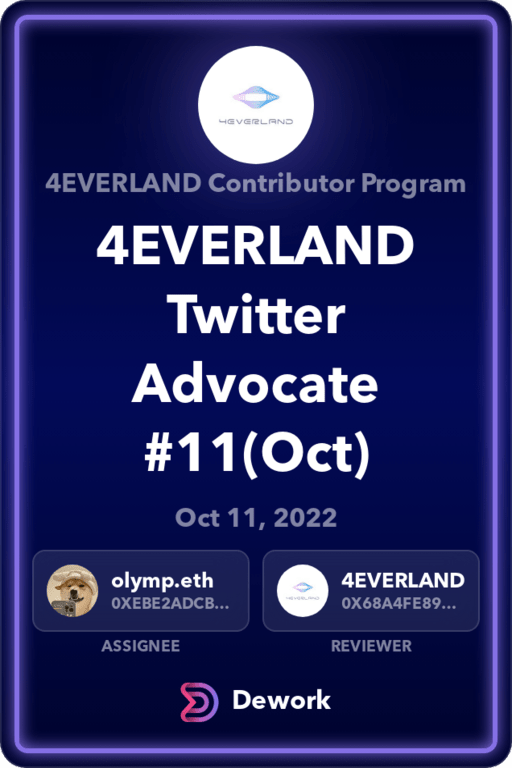 4EVERLAND
4EVERLAND Contributor Program
4EVERLAND
Twitter
Advocate
#11(Oct)
Oct 11, 2022
olymp.eth
0XEBE2ADCB...
ASSIGNEE
4EVERLAND
4EVERLAND
0X68A4FE89...
REVIEWER
Dework